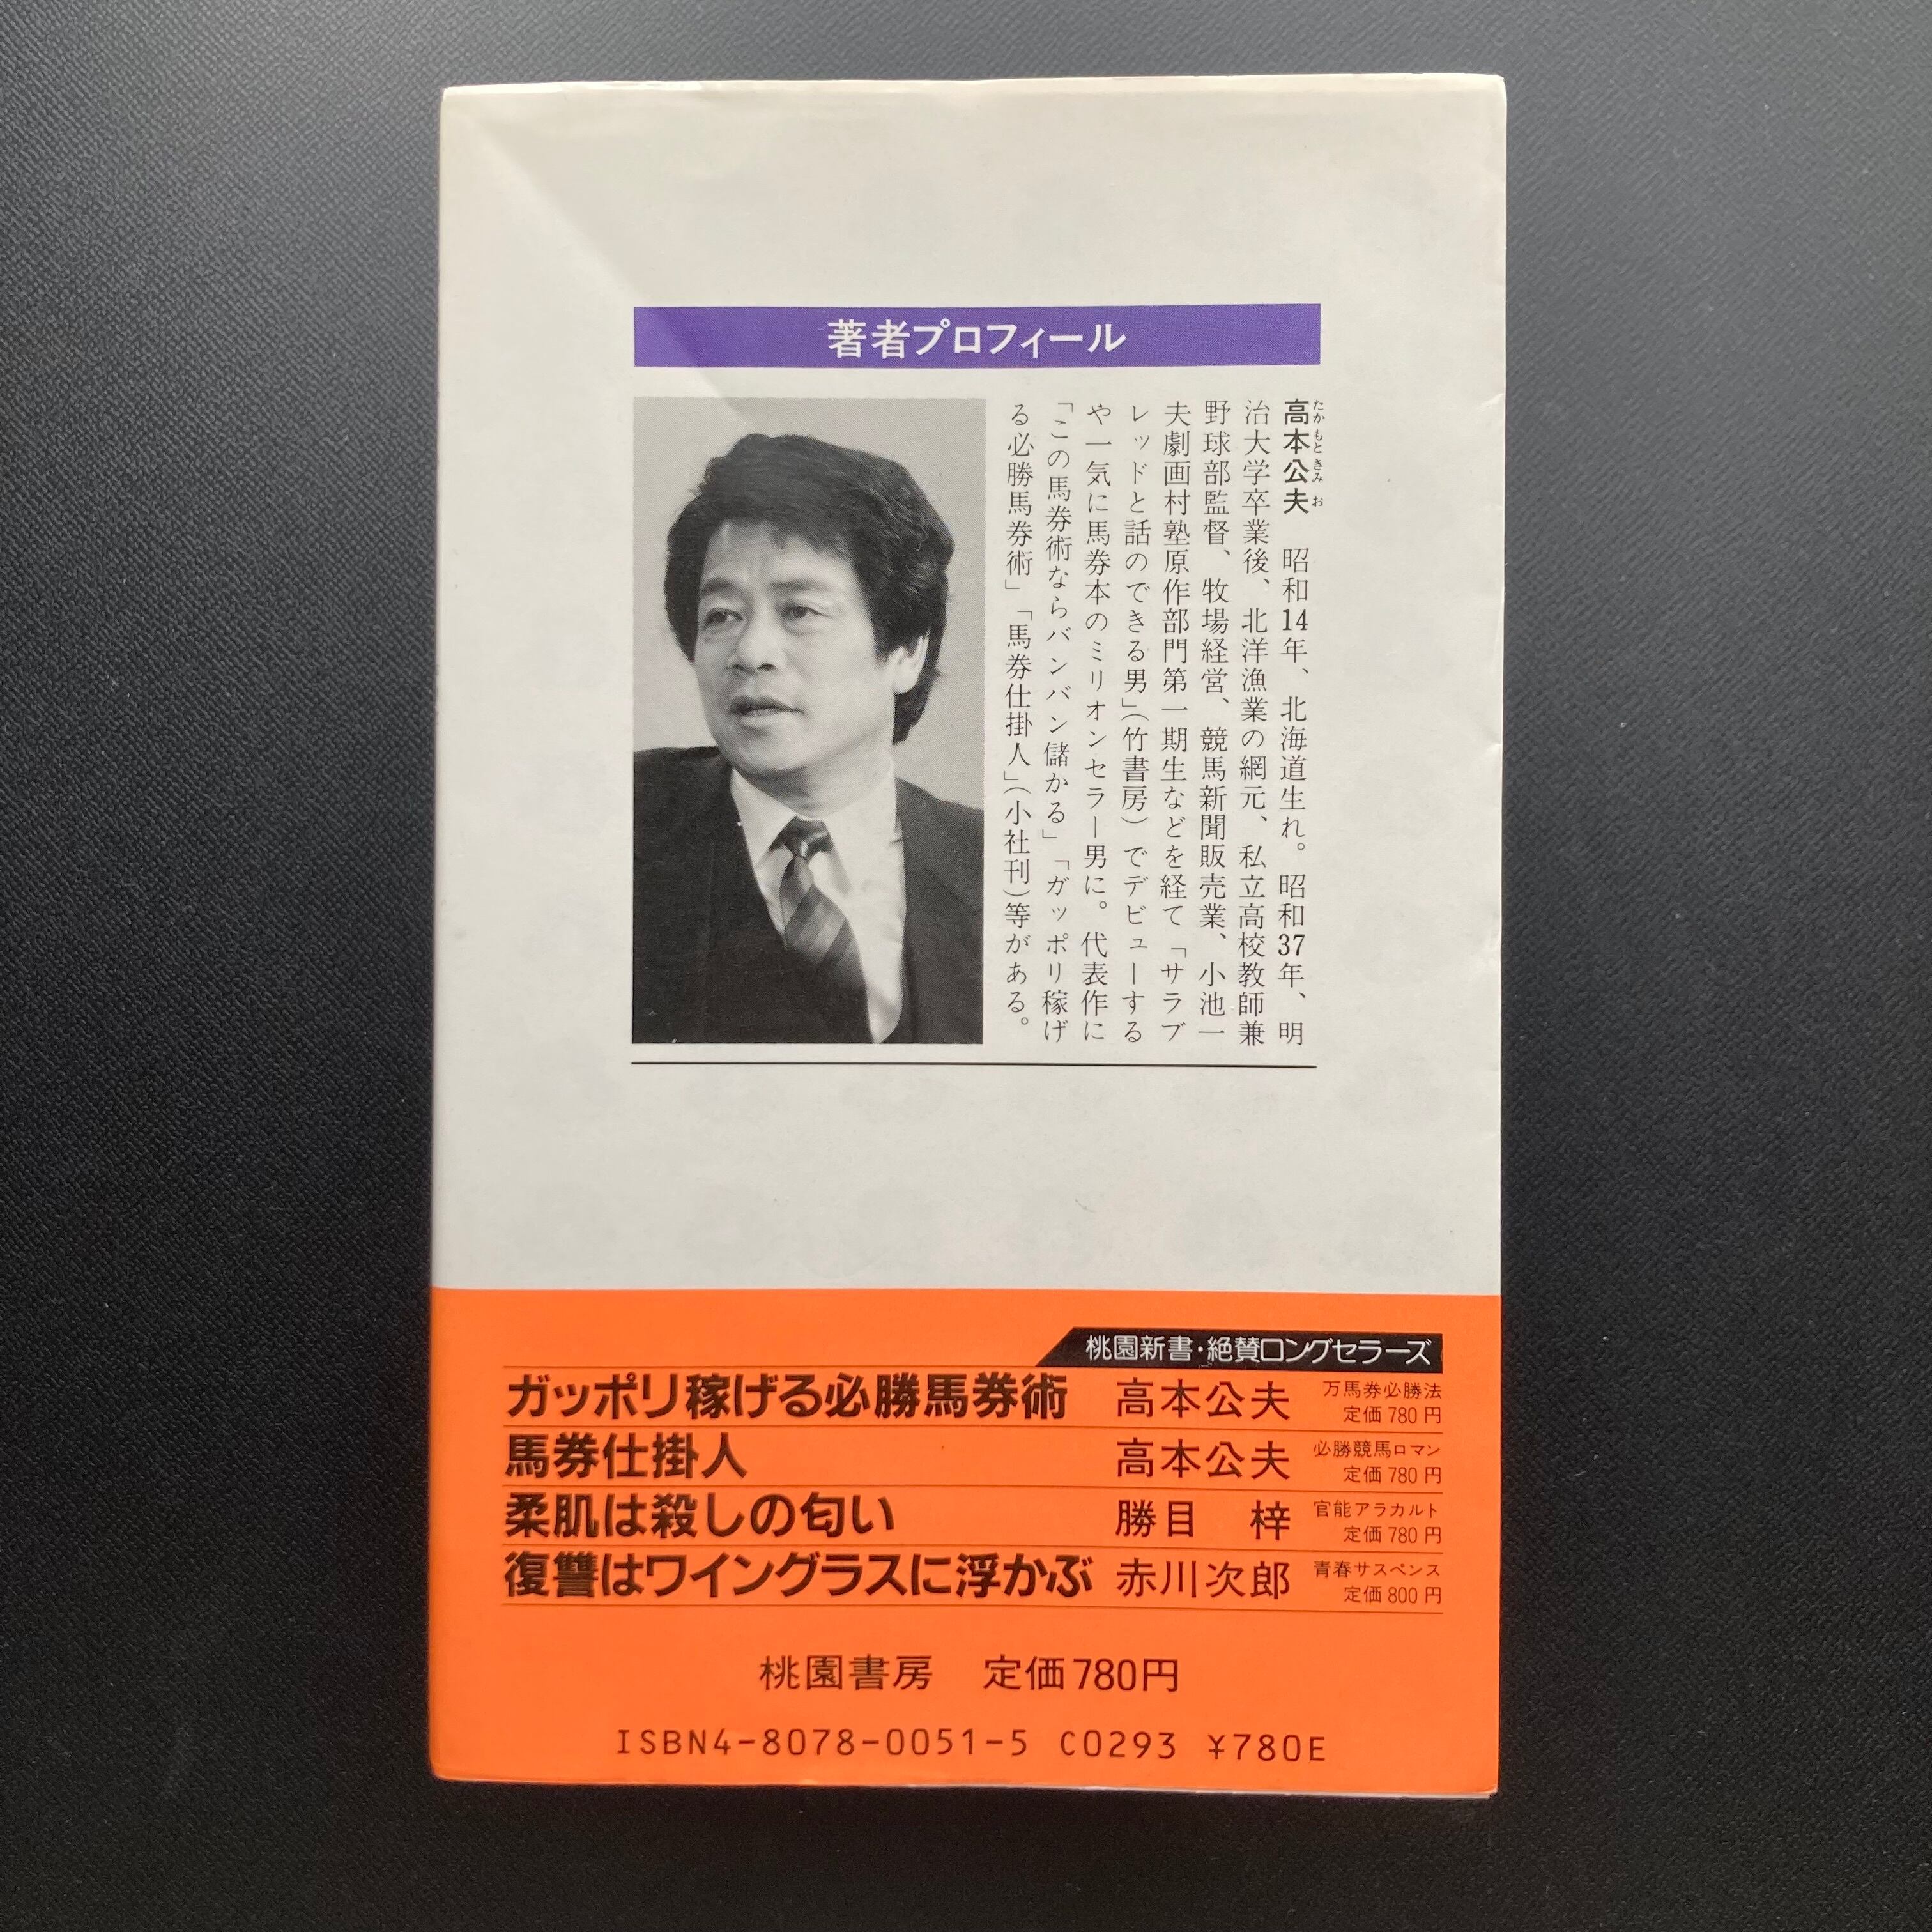 著者プロフィール
高本公夫 昭和14年、北海道生れ。昭和37年、明
たかもときみお
治大学卒業後、北洋漁業の網元、私立高校教師兼
野球部監督、牧場経営、競馬新聞販売業、小池一
夫劇画村塾原作部門第一期生などを経て「サラブ
レッドと話のできる男」(竹書房)でデビューする
や一気に馬券本のミリオンセラー男に。代表作に
「この馬券術ならバンバン儲かる」「ガッポリ稼げ
る必勝馬券術」「馬券仕掛人」(小社刊)等がある。
桃園新書・絶賛ロングセラーズ
ガッポリ稼げる必勝馬券術 高本公夫 万馬券必勝法 定価780円
馬券仕掛人 高本公夫 必勝競馬ロマン 定価780円
柔肌は殺しの匂い 勝目 梓 官能アラカルト 定価780円
復讐はワイングラスに浮かぶ 赤川次郎 青春サスペンス 定価800円
桃園書房 定価780円
ISBN4-8078-0051-5 C0293 ¥780E